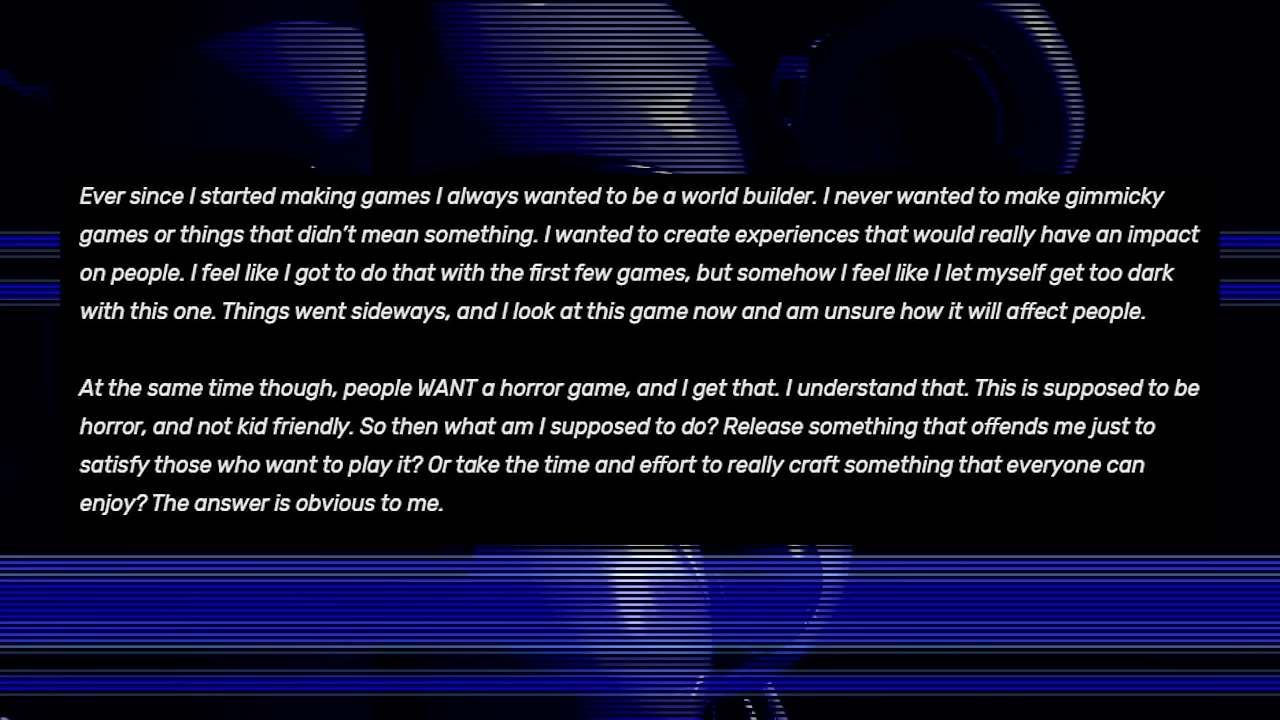 Ever since I started making games I always wanted to be a world builder. I never wanted to make gimmicky
games or things that didn’t mean something. I wanted to create experiences that would really have an impact
on people. I feel like I got to do that with the first few games, but somehow I feel like I let myself get too dark
with this one. Things went sideways, and I look at this game now and am unsure how it will affect people.
At the same time though, people WANT a horror game, and I get that. I understand that. This is supposed to be
horror, and not kid friendly. So then what am I supposed to do? Release something that offends me just to
satisfy those who want to play it? Or take the time and effort to really craft something that everyone can
enjoy? The answer is obvious to me.